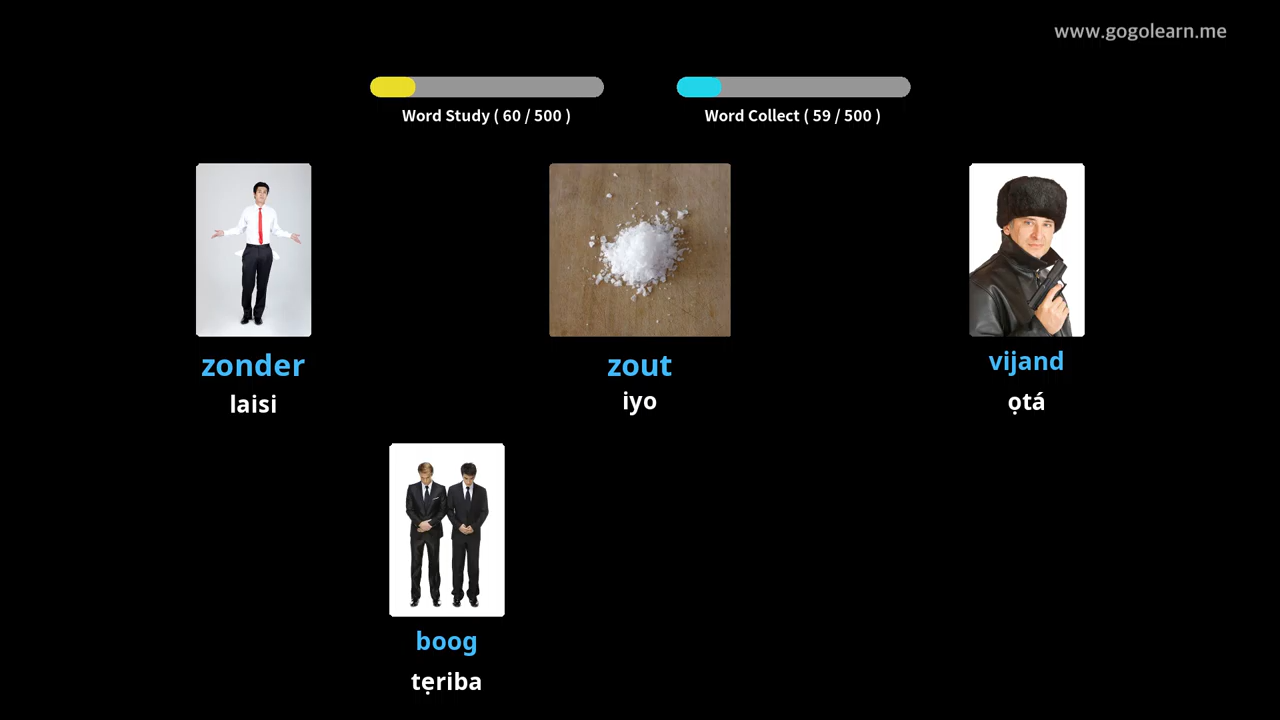 www.gogolearn.me
Word Study ( 60 / 500 )
Word Collect ( 59 / 500 )
zonder
laisi
zout
iyo
vijand
ọtá
boog
tẹriba